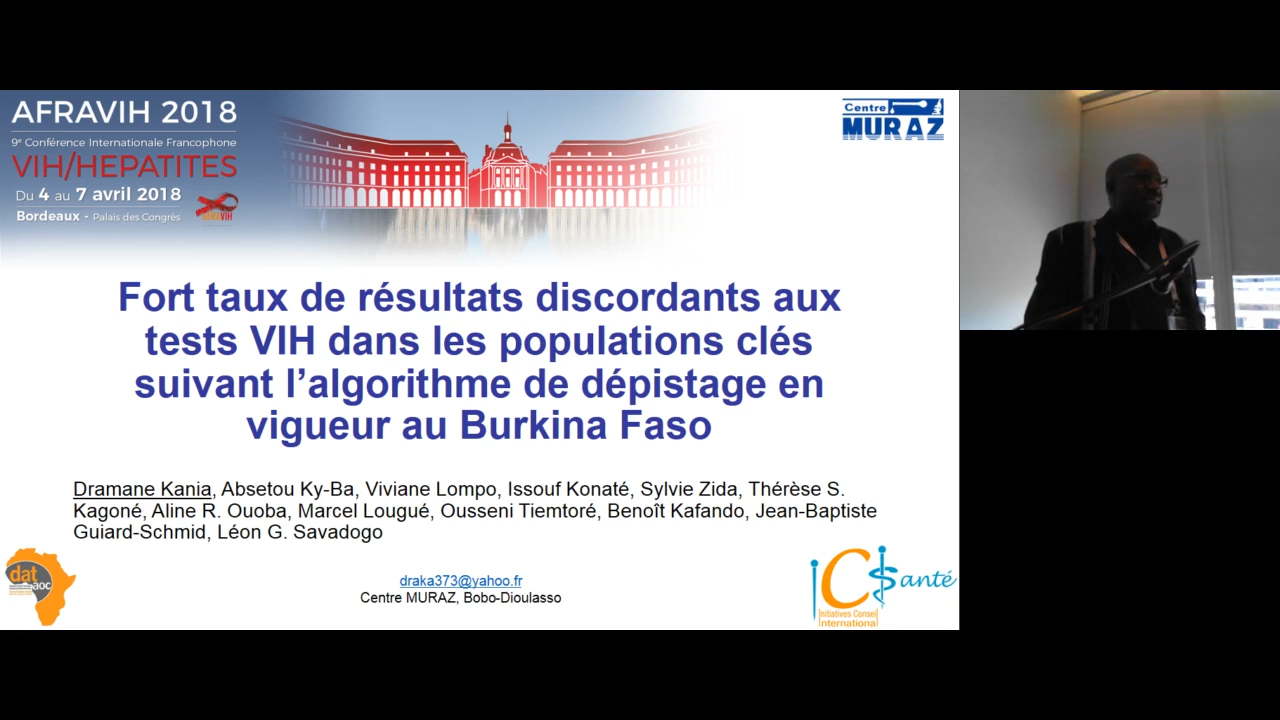 AFRAVIH 2018
9e Conférence Internationale Francophone
VIH/HEPATITES
Du 4 au 7 avril 2018
Bordeaux - Palais des Congrès
AFRAVIH
Centre
MURAZ
Fort taux de résultats discordants aux
tests VIH dans les populations clés
suivant l’algorithme de dépistage en
vigueur au Burkina Faso
Dramane Kania, Absetou Ky-Ba, Viviane Lompo, Issouf Konaté, Sylvie Zida, Thérèse S.
Kagoné, Aline R. Ouoba, Marcel Lougué, Ousseni Tiemtoré, Benoît Kafando, Jean-Baptiste
Guiard-Schmid, Léon G. Savadogo
draka373@yahoo.fr
Centre MURAZ, Bobo-Dioulasso
dat
aoc
iCi Santé
Initiatives Conseil
International